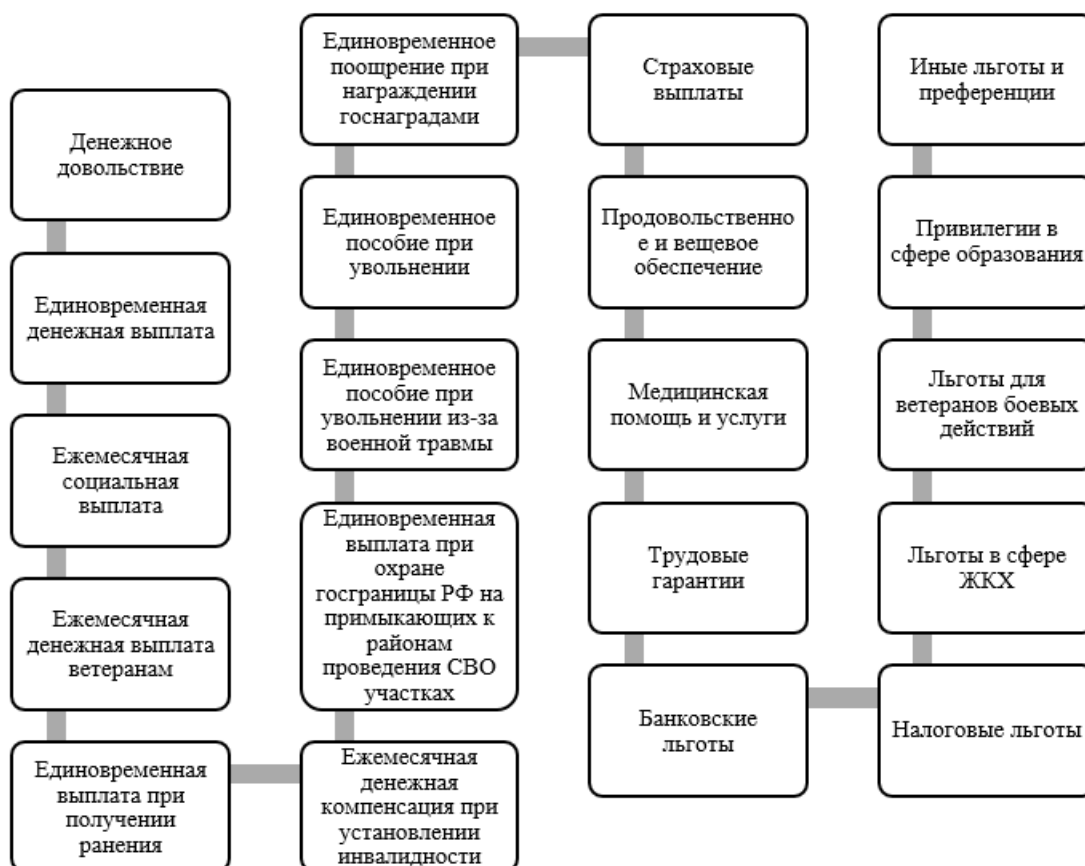 Денежное
довольствие
Единовременная
денежная выплата
Ежемесячная
социальная
выплата
Ежемесячная
денежная выплата
ветеранам
Единовременная
выплата при
получении
ранения
Ежемесячная
денежная
компенсация при
установлении
инвалидности
Единовременная
выплата при
охране
госграницы РФ на
примыкающих к
районам
проведения СВО
участках
Единовременное
пособие при
увольнении из-за
военной травмы
Единовременное
пособие при
увольнении
Единовременное
поощрение при
награждении
госнаградами
Страховые
выплаты
Продовольственно
е и вещевое
обеспечение
Медицинская
помощь и услуги
Трудовые
гарантии
Банковские
льготы
Налоговые льготы
Льготы в сфере
ЖКХ
Льготы для
ветеранов боевых
действий
Привилегии в
сфере образования
Иные льготы и
преференции